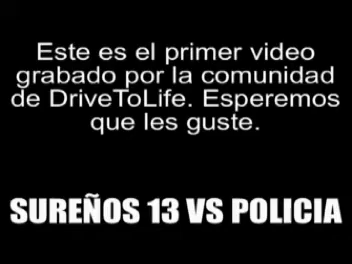 Este es el primer video
grabado por la comunidad
de DriveToLife. Esperemos
que les guste.
SUREÑOS 13 VS POLICIA